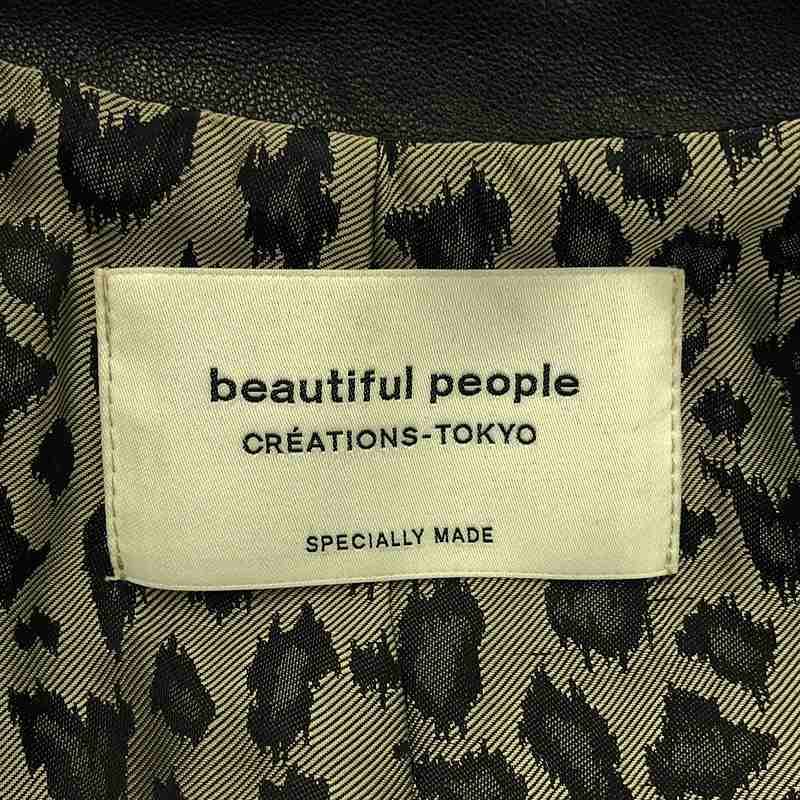 beautiful people
CRÉATIONS-TOKYO
SPECIALLY MADE